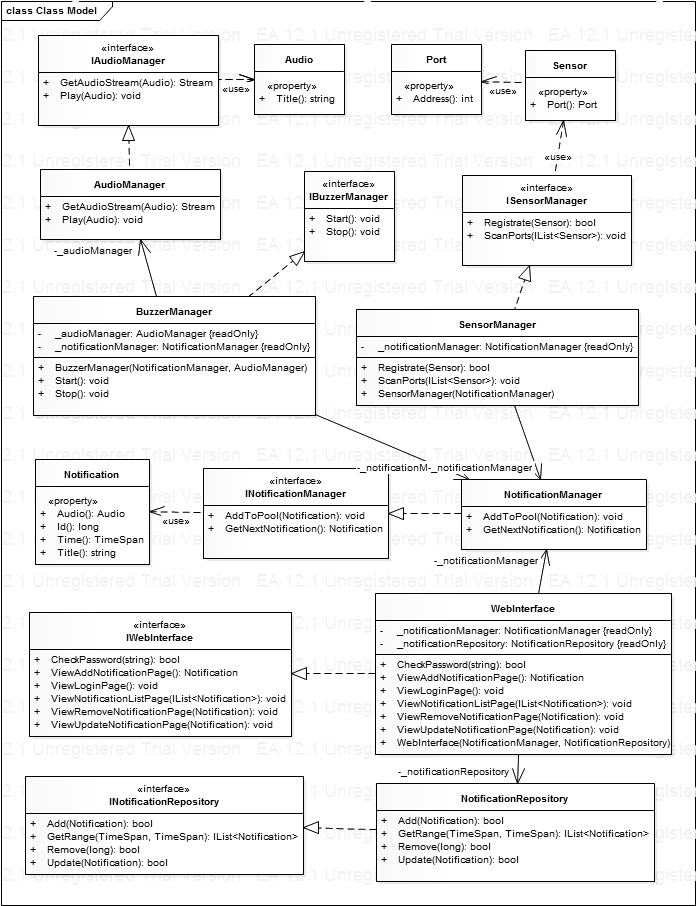 class Class Model
«interface»
IAudioManager
+ GetAudioStream(Audio): Stream
+ Play(Audio): void
«use»
Audio
«property»
+ Title(): string
Port
«property»
+ Address(): int
«use»
Sensor
«property»
+ Port(): Port
«use»
AudioManager
+ GetAudioStream(Audio): Stream
+ Play(Audio): void
-_audioManager
«interface»
IBuzzerManager
+ Start(): void
+ Stop(): void
«interface»
ISensorManager
+ Registrate(Sensor): bool
+ ScanPorts(IList<Sensor>): void
BuzzerManager
- _audioManager: AudioManager {readOnly}
- _notificationManager: NotificationManager {readOnly}
+ BuzzerManager(NotificationManager, AudioManager)
+ Start(): void
+ Stop(): void
SensorManager
- _notificationManager: NotificationManager {readOnly}
+ Registrate(Sensor): bool
+ ScanPorts(IList<Sensor>): void
+ SensorManager(NotificationManager)
-_notificationM-_notificationManager
Notification
«property»
+ Audio(): Audio
+ Id(): long
+ Time(): TimeSpan
+ Title(): string
«use»
«interface»
INotificationManager
+ AddToPool(Notification): void
+ GetNextNotification(): Notification
NotificationManager
+ AddToPool(Notification): void
+ GetNextNotification(): Notification
-_notificationManager
«interface»
IWebInterface
+ CheckPassword(string): bool
+ ViewAddNotificationPage(): Notification
+ ViewLoginPage(): void
+ ViewNotificationListPage(IList<Notification>): void
+ ViewRemoveNotificationPage(Notification): void
+ ViewUpdateNotificationPage(Notification): void
WebInterface
- _notificationManager: NotificationManager {readOnly}
- _notificationRepository: NotificationRepository {readOnly}
+ CheckPassword(string): bool
+ ViewAddNotificationPage(): Notification
+ ViewLoginPage(): void
+ ViewNotificationListPage(IList<Notification>): void
+ ViewRemoveNotificationPage(Notification): void
+ ViewUpdateNotificationPage(Notification): void
+ WebInterface(NotificationManager, NotificationRepository)
-_notificationRepository
«interface»
INotificationRepository
+ Add(Notification): bool
+ GetRange(TimeSpan, TimeSpan): IList<Notification>
+ Remove(long): bool
+ Update(Notification): bool
NotificationRepository
+ Add(Notification): bool
+ GetRange(TimeSpan, TimeSpan): IList<Notification>
+ Remove(long): bool
+ Update(Notification): bool
EA 12.1 Unregistered Trial Version